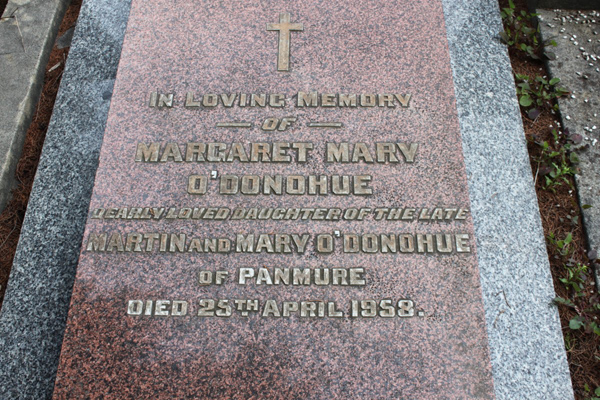 In Loving Memory
— of —
Margaret Mary
O'Donohue
Dearly loved daughter of the late
Martin and Mary O'Donohue
of Panmure
Died 25th April 1958.